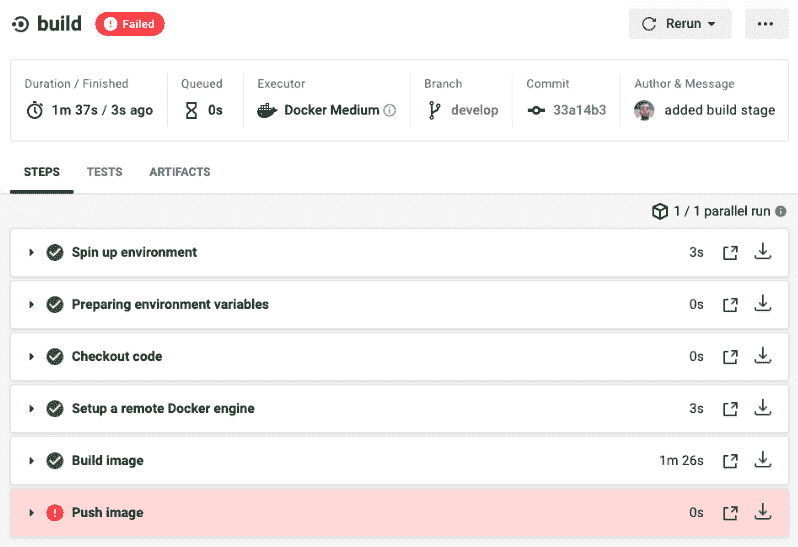 build Failed Rerun
Duration / Finished Queued Executor Branch Commit Author & Message
1m 37s / 3s ago 0s Docker Medium develop 33a14b3 added build stage
STEPS TESTS ARTIFACTS
1 / 1 parallel run
Spin up environment 3s
Preparing environment variables 0s
Checkout code 0s
Setup a remote Docker engine 3s
Build image 1m 26s
Push image 0s